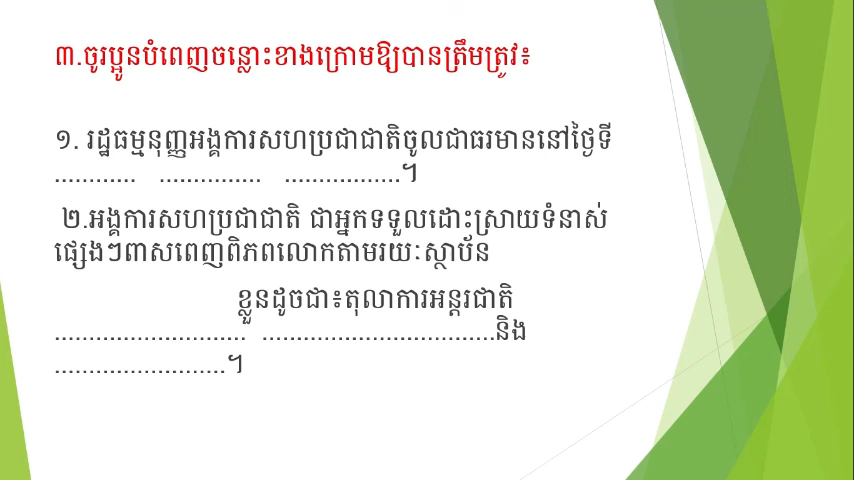 ៣.ចូរប្អូនបំពេញចន្លោះខាងក្រោមឱ្យបានត្រឹមត្រូវ៖
១. រដ្ឋធម្មនុញ្ញអង្គការសហប្រជាជាតិចូលជាធរមាននៅថ្ងៃទី
............ ............... .................។
២.អង្គការសហប្រជាជាតិ ជាអ្នកទទួលដោះស្រាយទំនាស់
ផ្សេងៗពាសពេញពិភពលោកតាមរយៈស្ថាប័ន
ខ្លួនដូចជា៖តុលាការអន្តរជាតិ
............................ ..................................និង
.........................។